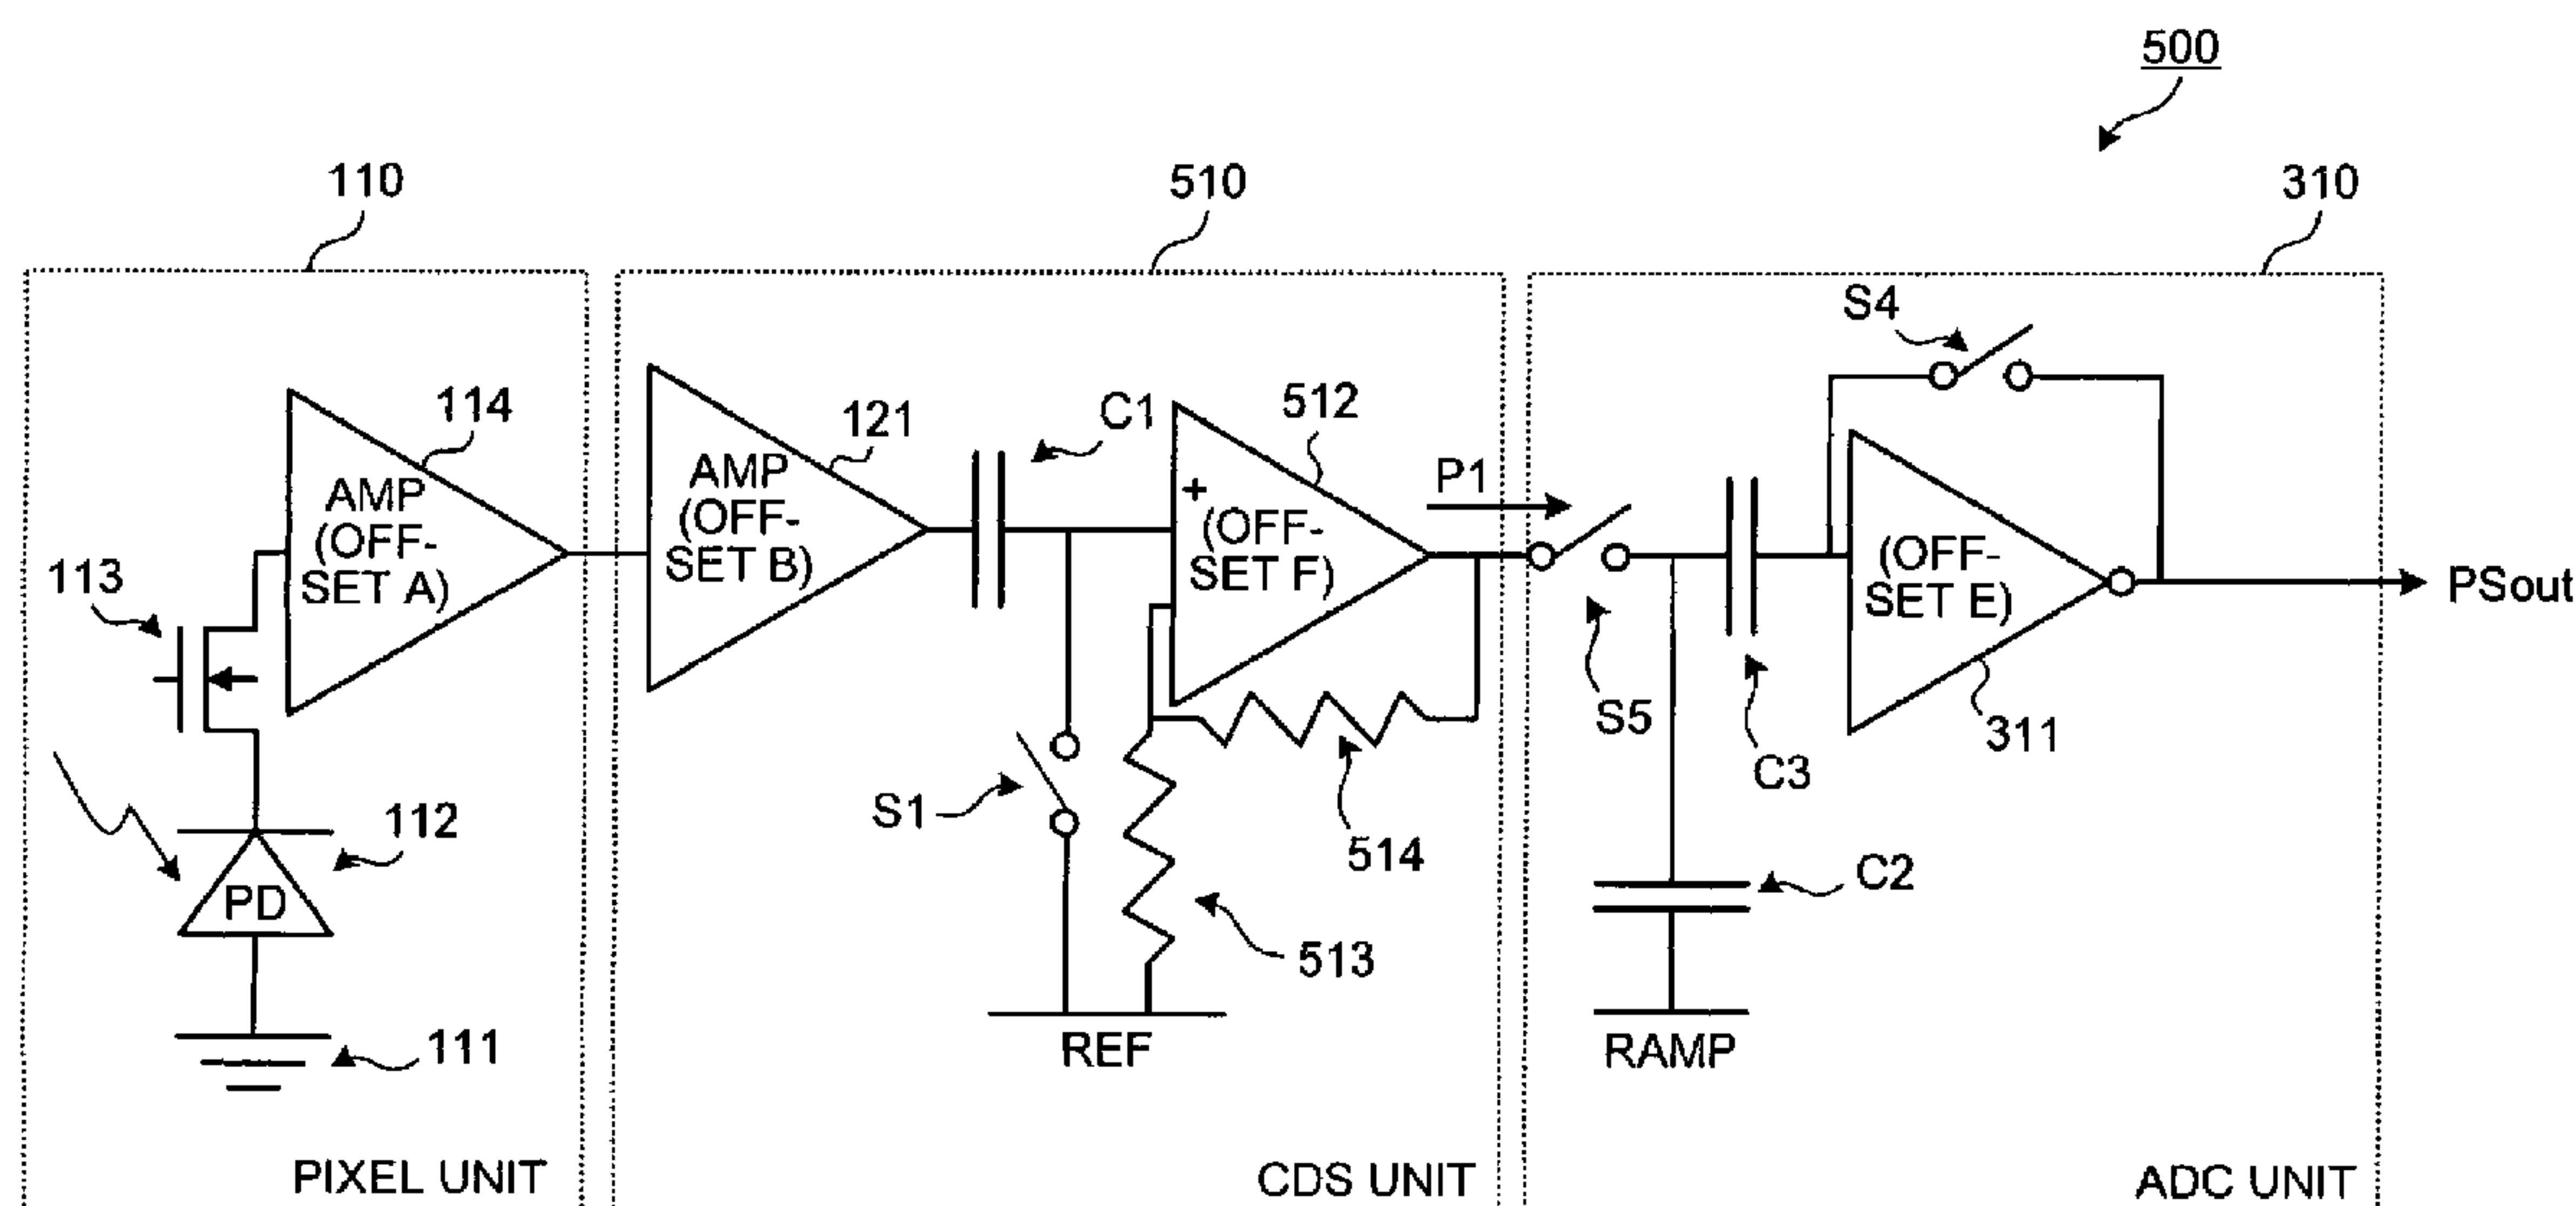 500
110
510
310
S4
114
121
C1
512
P1
AMP
(OFF-
SET A)
AMP
(OFF-
SET B)
+
(OFF-
SET F)
(OFF-
SET E)
PSout
113
S5
C3
311
S1
112
PD
514
C2
513
111
REF
RAMP
PIXEL UNIT
CDS UNIT
ADC UNIT